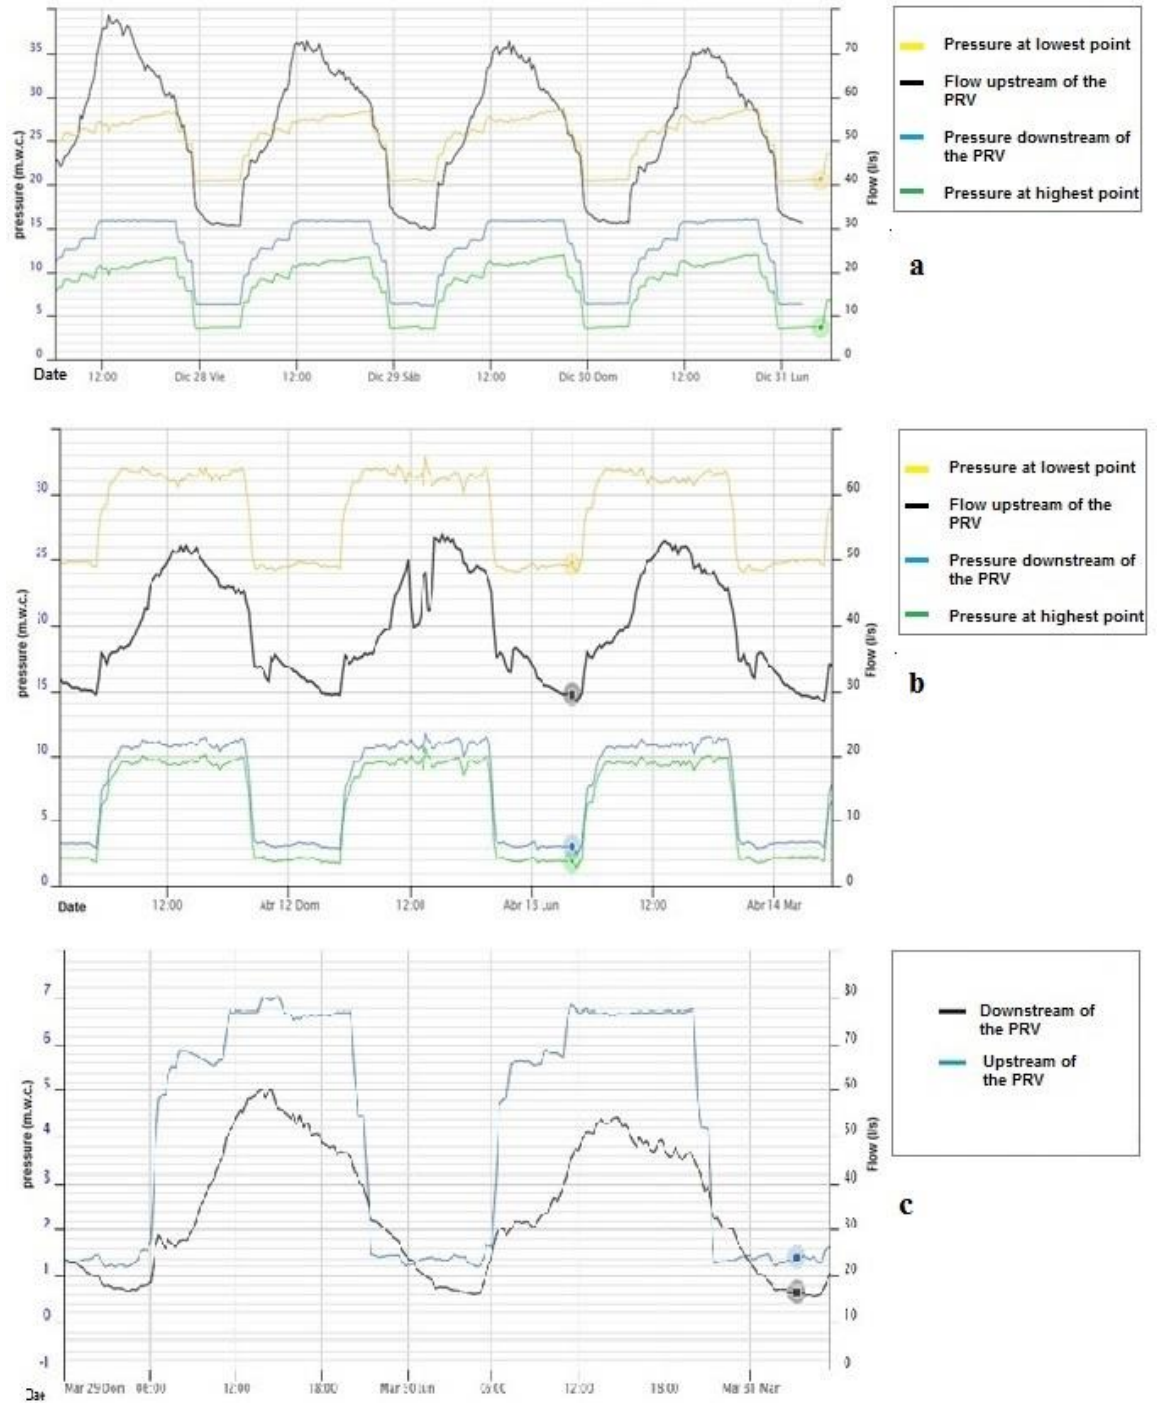 Pressure at lowest point
Flow upstream of the
PRV
Pressure downstream of
the PRV
Pressure at highest point
a
pressure (m.w.c.)
35
30
25
20
15
10
5
0
Flow (l/s)
70
60
50
40
30
20
10
0
Date
12:00
Dic 28 Vie
12:00
Dic 29 Sáb
12:00
Dic 30 Dom
12:00
Dic 31 Lun
Pressure at lowest point
Flow upstream of the
PRV
Pressure downstream of
the PRV
Pressure at highest point
b
pressure (m.w.c.)
25
15
10
5
0
Flow (l/s)
60
50
40
30
20
10
0
Date
12:00
Abr 12 Dom
12:00
Abr 13
12:00
Abr 14 Mar
Downstream of
the PRV
Upstream of
the PRV
c
pressure (m.w.c.)
7
6
5
4
3
2
1
0
-1
Flow (l/s)
70
60
40
20
10
0
Mar 29
12:00
18:00
12:00
18:00